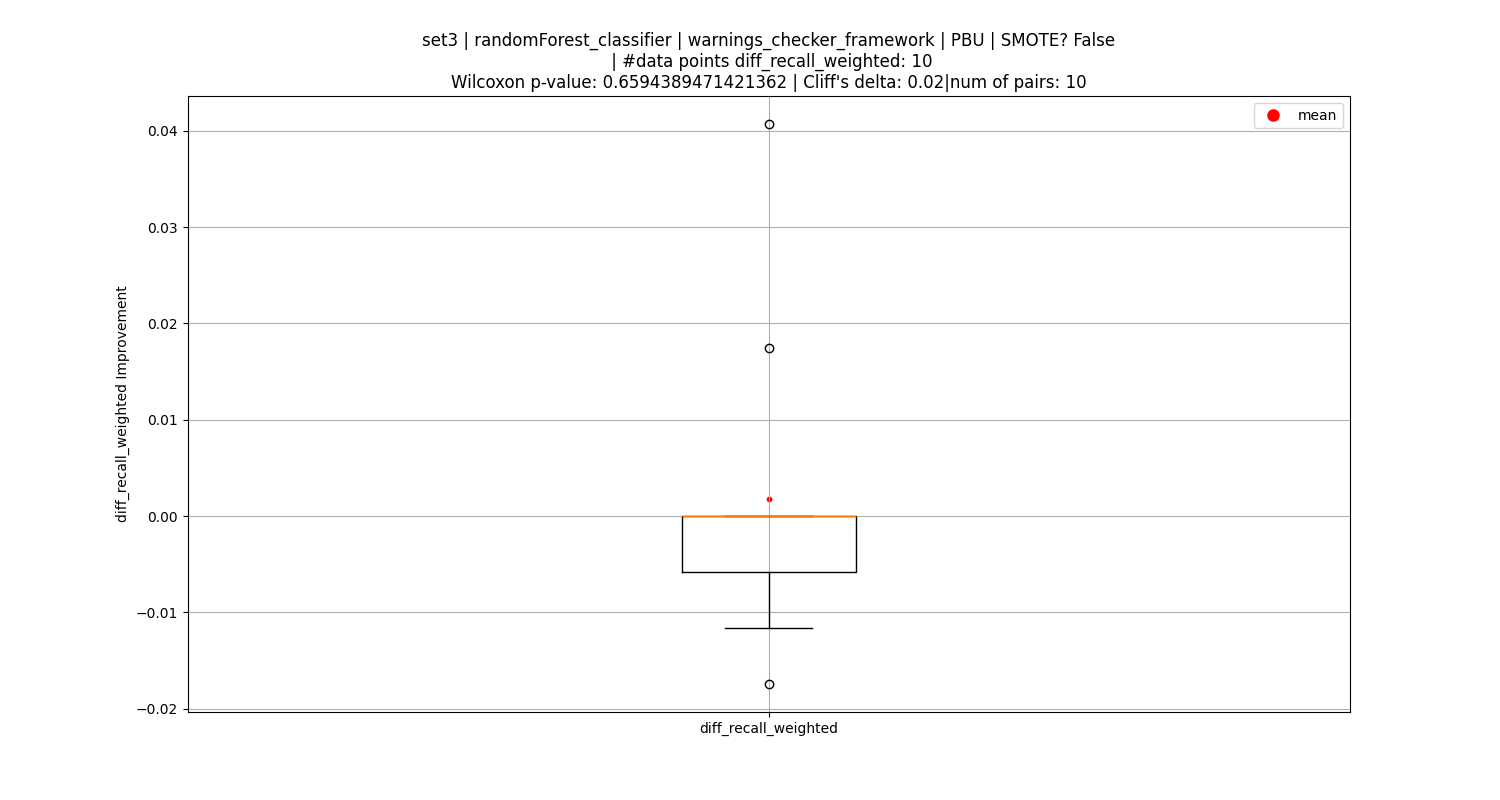 set3 | randomForest_classifier | warnings_checker_framework | PBU | SMOTE? False
| #data points diff_recall_weighted: 10
Wilcoxon p-value: 0.6594389471421362 | Cliff's delta: 0.02|num of pairs: 10
mean
0.04
0.03
0.02
0.01
0.00
−0.01
−0.02
diff_recall_weighted Improvement
diff_recall_weighted